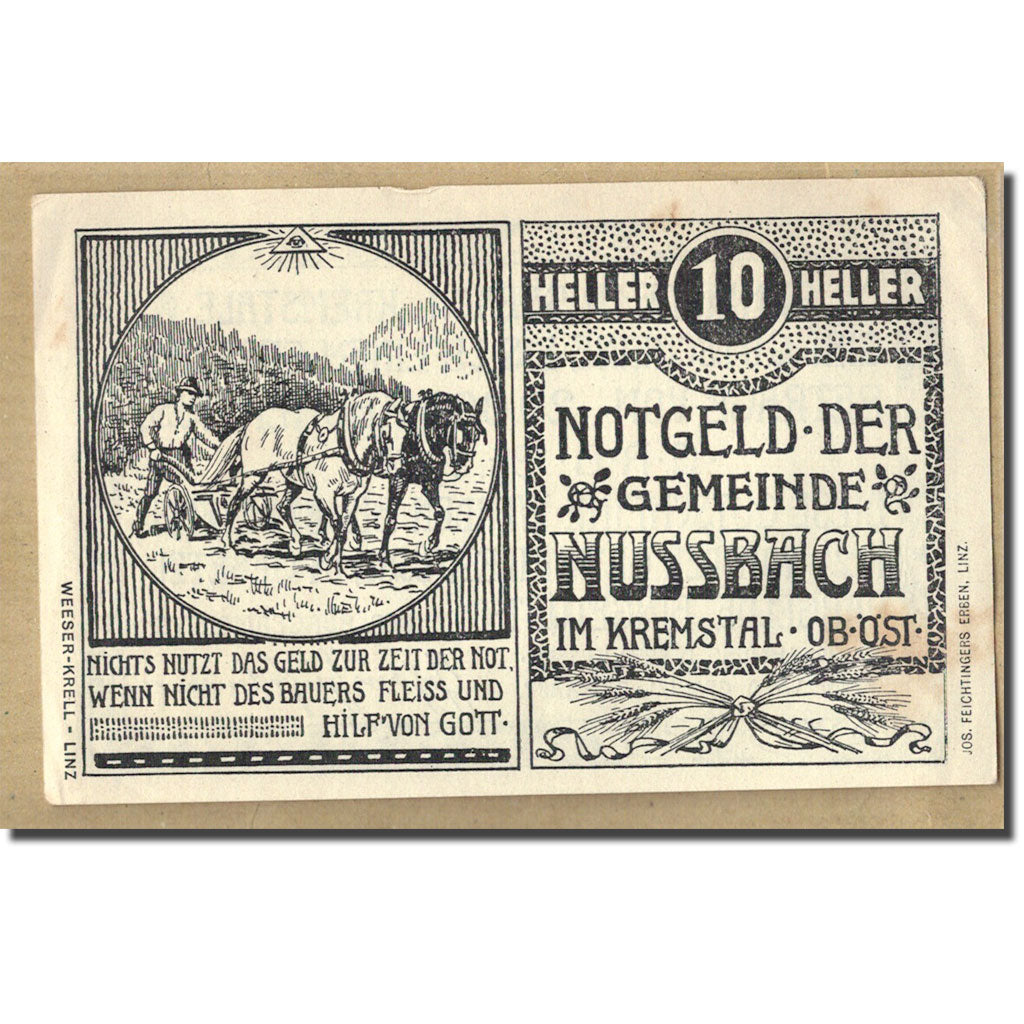 HELLER 10 HELLER
NOTGELD · DER
GEMEINDE
NUSSBACH
IM KREMSTAL · OB·ÖST·
NICHTS NUTZT DAS GELD ZUR ZEIT DER NOT,
WENN NICHT DES BAUERS FLEISS UND
HILF' VON GOTT ·
WEESER-KRELL - LINZ
JOS. FEICHTINGERS ERBEN, LINZ.